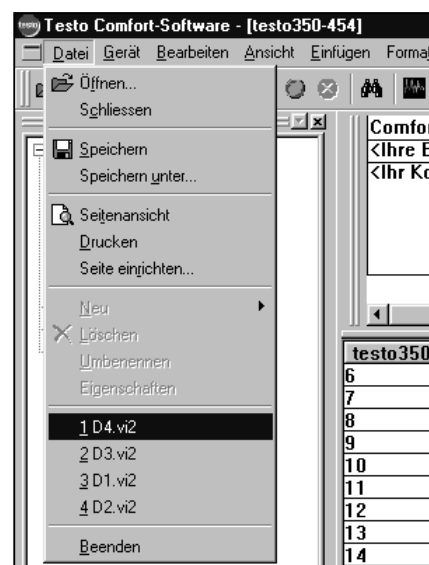 testo Testo Comfort-Software - [testo350-454]
Datei Gerät Bearbeiten Ansicht Einfügen Forma
Öffnen...
Schliessen
Speichern
Speichern unter...
Seitenansicht
Drucken
Seite einrichten...
Neu
Löschen
Umbenennen
Eigenschaften
1 D4.vi2
2 D3.vi2
3 D1.vi2
4 D2.vi2
Beenden
Comfor
<Ihre E
<Ihr Ko
testo350
6
7
8
9
10
11
12
13
14